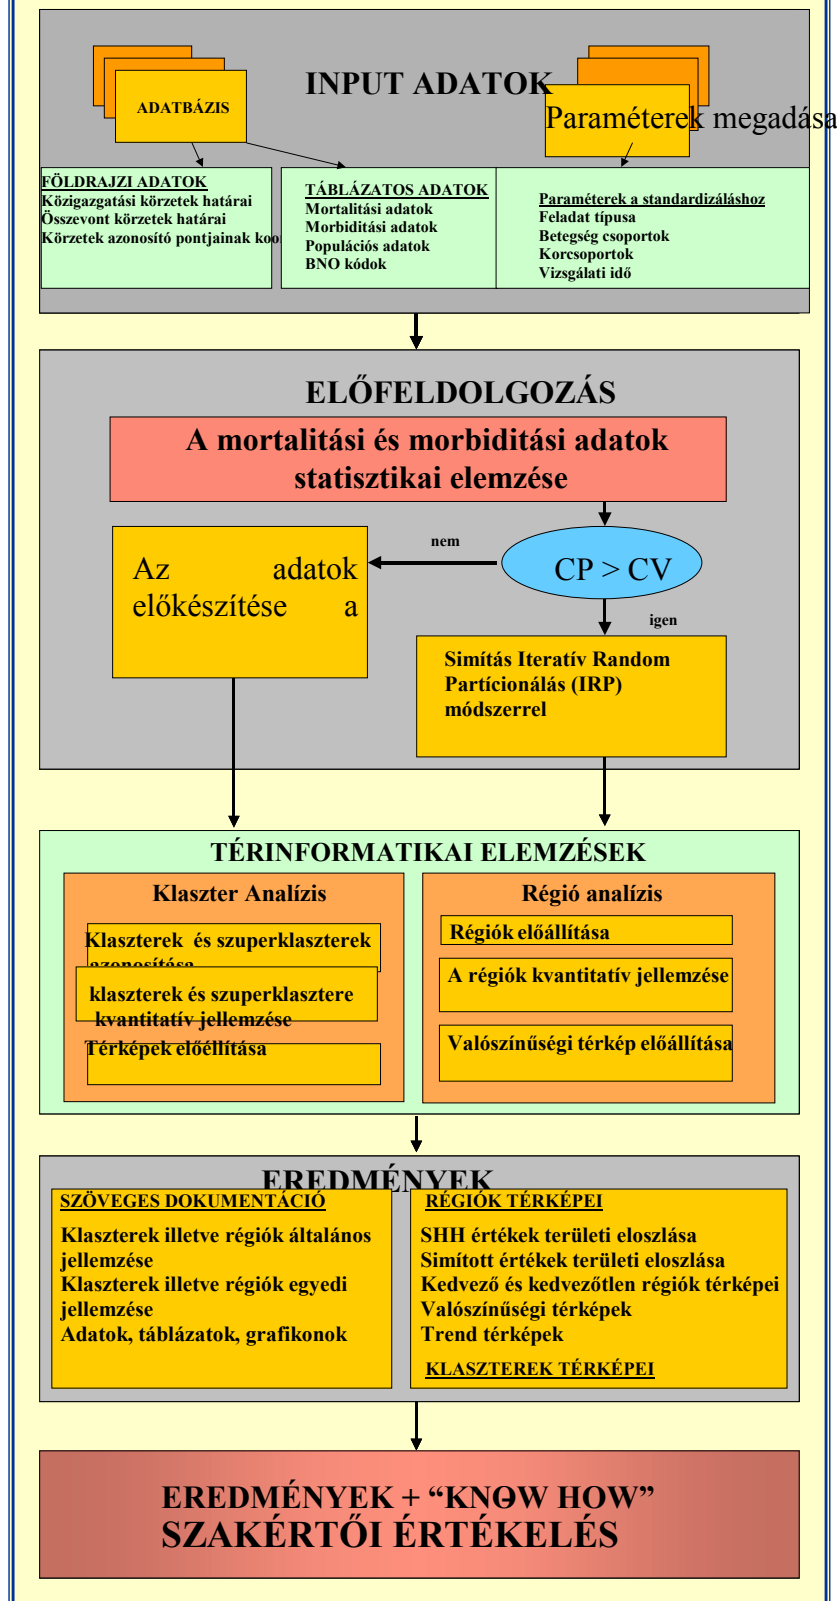 INPUT ADATOK
ADATBÁZIS
Paraméterek megadása
FÖLDRAJZI ADATOK
Közigazgatási körzetek határai
Összevont körzetek határai
Körzetek azonosító pontjainak
TÁBLÁZATOS ADATOK
Mortalitási adatok
Morbiditási adatok
Populációs adatok
BNO kódok
Paraméterek a standardizáláshoz
Feladat típusa
Betegség csoportok
Korcsoportok
Vizsgálati idő
ELŐFELDOLGOZÁS
A mortalitási és morbiditási adatok
statisztikai elemzése
nem
CP > CV
Az adatok
előkészítése a
igen
Simítás Iteratív Random
Partícionálás (IRP)
módszerrel
TÉRINFORMATIKAI ELEMZÉSEK
Klaszter Analízis
Klaszterek és szuperklaszterek
azonosítása
klaszterek és szuperklasztere
kvantitatív jellemzése
Térképek előéllítása
Régió analízis
Régiók előállítása
A régiók kvantitatív jellemzése
Valószínűségi térkép előállítása
EREDMÉNYEK
SZÖVEGES DOKUMENTÁCIÓ
Klaszterek illetve régiók általános
jellemzése
Klaszterek illetve régiók egyedi
jellemzése
Adatok, táblázatok, grafikonok
RÉGIÓK TÉRKÉPEI
SHH értékek területi eloszlása
Simított értékek területi eloszlása
Kedvező és kedvezőtlen régiók térképei
Valószínűségi térképek
Trend térképek
KLASZTEREK TÉRKÉPEI
EREDMÉNYEK + “KNOW HOW”
SZAKÉRTŐI ÉRTÉKELÉS